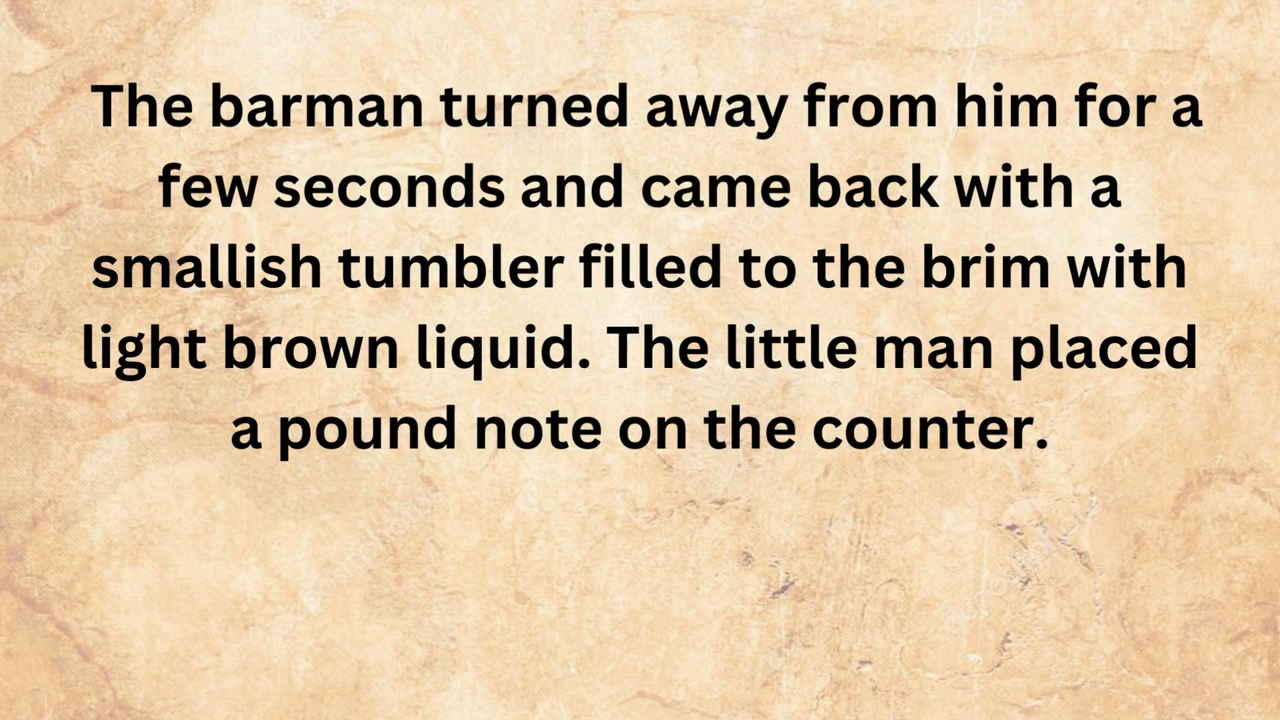 The barman turned away from him for a
few seconds and came back with a
smallish tumbler filled to the brim with
light brown liquid. The little man placed
a pound note on the counter.